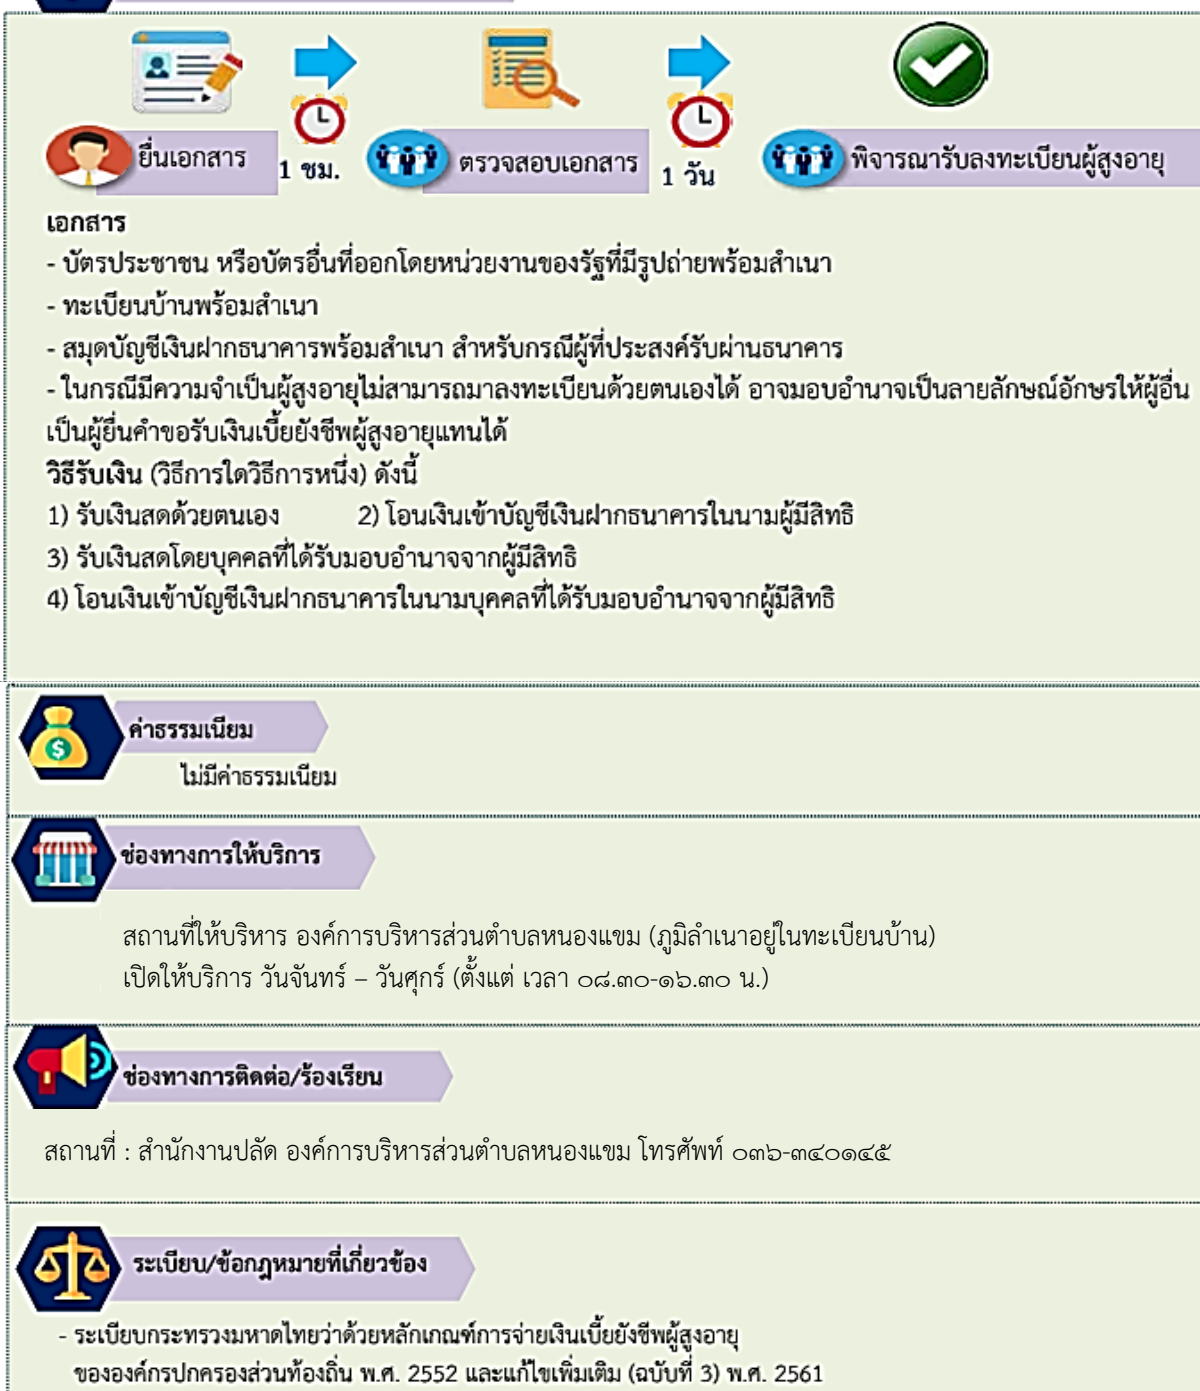 ยื่นเอกสาร 1 ชม. ตรวจสอบเอกสาร 1 วัน พิจารณารับลงทะเบียนผู้สูงอายุ
เอกสาร
- บัตรประชาชน หรือบัตรอื่นที่ออกโดยหน่วยงานของรัฐที่มีรูปถ่ายพร้อมสำเนา
- ทะเบียนบ้านพร้อมสำเนา
- สมุดบัญชีเงินฝากธนาคารพร้อมสำเนา สำหรับกรณีผู้ที่ประสงค์รับผ่านธนาคาร
- ในกรณีมีความจำเป็นผู้สูงอายุไม่สามารถมาลงทะเบียนด้วยตนเองได้ อาจมอบอำนาจเป็นลายลักษณ์อักษรให้ผู้อื่น
เป็นผู้ยื่นคำขอรับเงินเบี้ยยังชีพผู้สูงอายุแทนได้
วิธีรับเงิน (วิธีการใดวิธีการหนึ่ง) ดังนี้
1) รับเงินสดด้วยตนเอง 2) โอนเงินเข้าบัญชีเงินฝากธนาคารในนามผู้มีสิทธิ
3) รับเงินสดโดยบุคคลที่ได้รับมอบอำนาจจากผู้มีสิทธิ
4) โอนเงินเข้าบัญชีเงินฝากธนาคารในนามบุคคลที่ได้รับมอบอำนาจจากผู้มีสิทธิ
$
ค่าธรรมเนียม
ไม่มีค่าธรรมเนียม
ช่องทางการให้บริการ
สถานที่ให้บริหาร องค์การบริหารส่วนตำบลหนองแขม (ภูมิลำเนาอยู่ในทะเบียนบ้าน)
เปิดให้บริการ วันจันทร์ – วันศุกร์ (ตั้งแต่ เวลา ๐๘.๓๐-๑๖.๓๐ น.)
ช่องทางการติดต่อ/ร้องเรียน
สถานที่ : สำนักงานปลัด องค์การบริหารส่วนตำบลหนองแขม โทรศัพท์ ๐๓๖-๓๔๐๑๔๕
ระเบียบ/ข้อกฎหมายที่เกี่ยวข้อง
- ระเบียบกระทรวงมหาดไทยว่าด้วยหลักเกณฑ์การจ่ายเงินเบี้ยยังชีพผู้สูงอายุ
ขององค์กรปกครองส่วนท้องถิ่น พ.ศ. 2552 และแก้ไขเพิ่มเติม (ฉบับที่ 3) พ.ศ. 2561